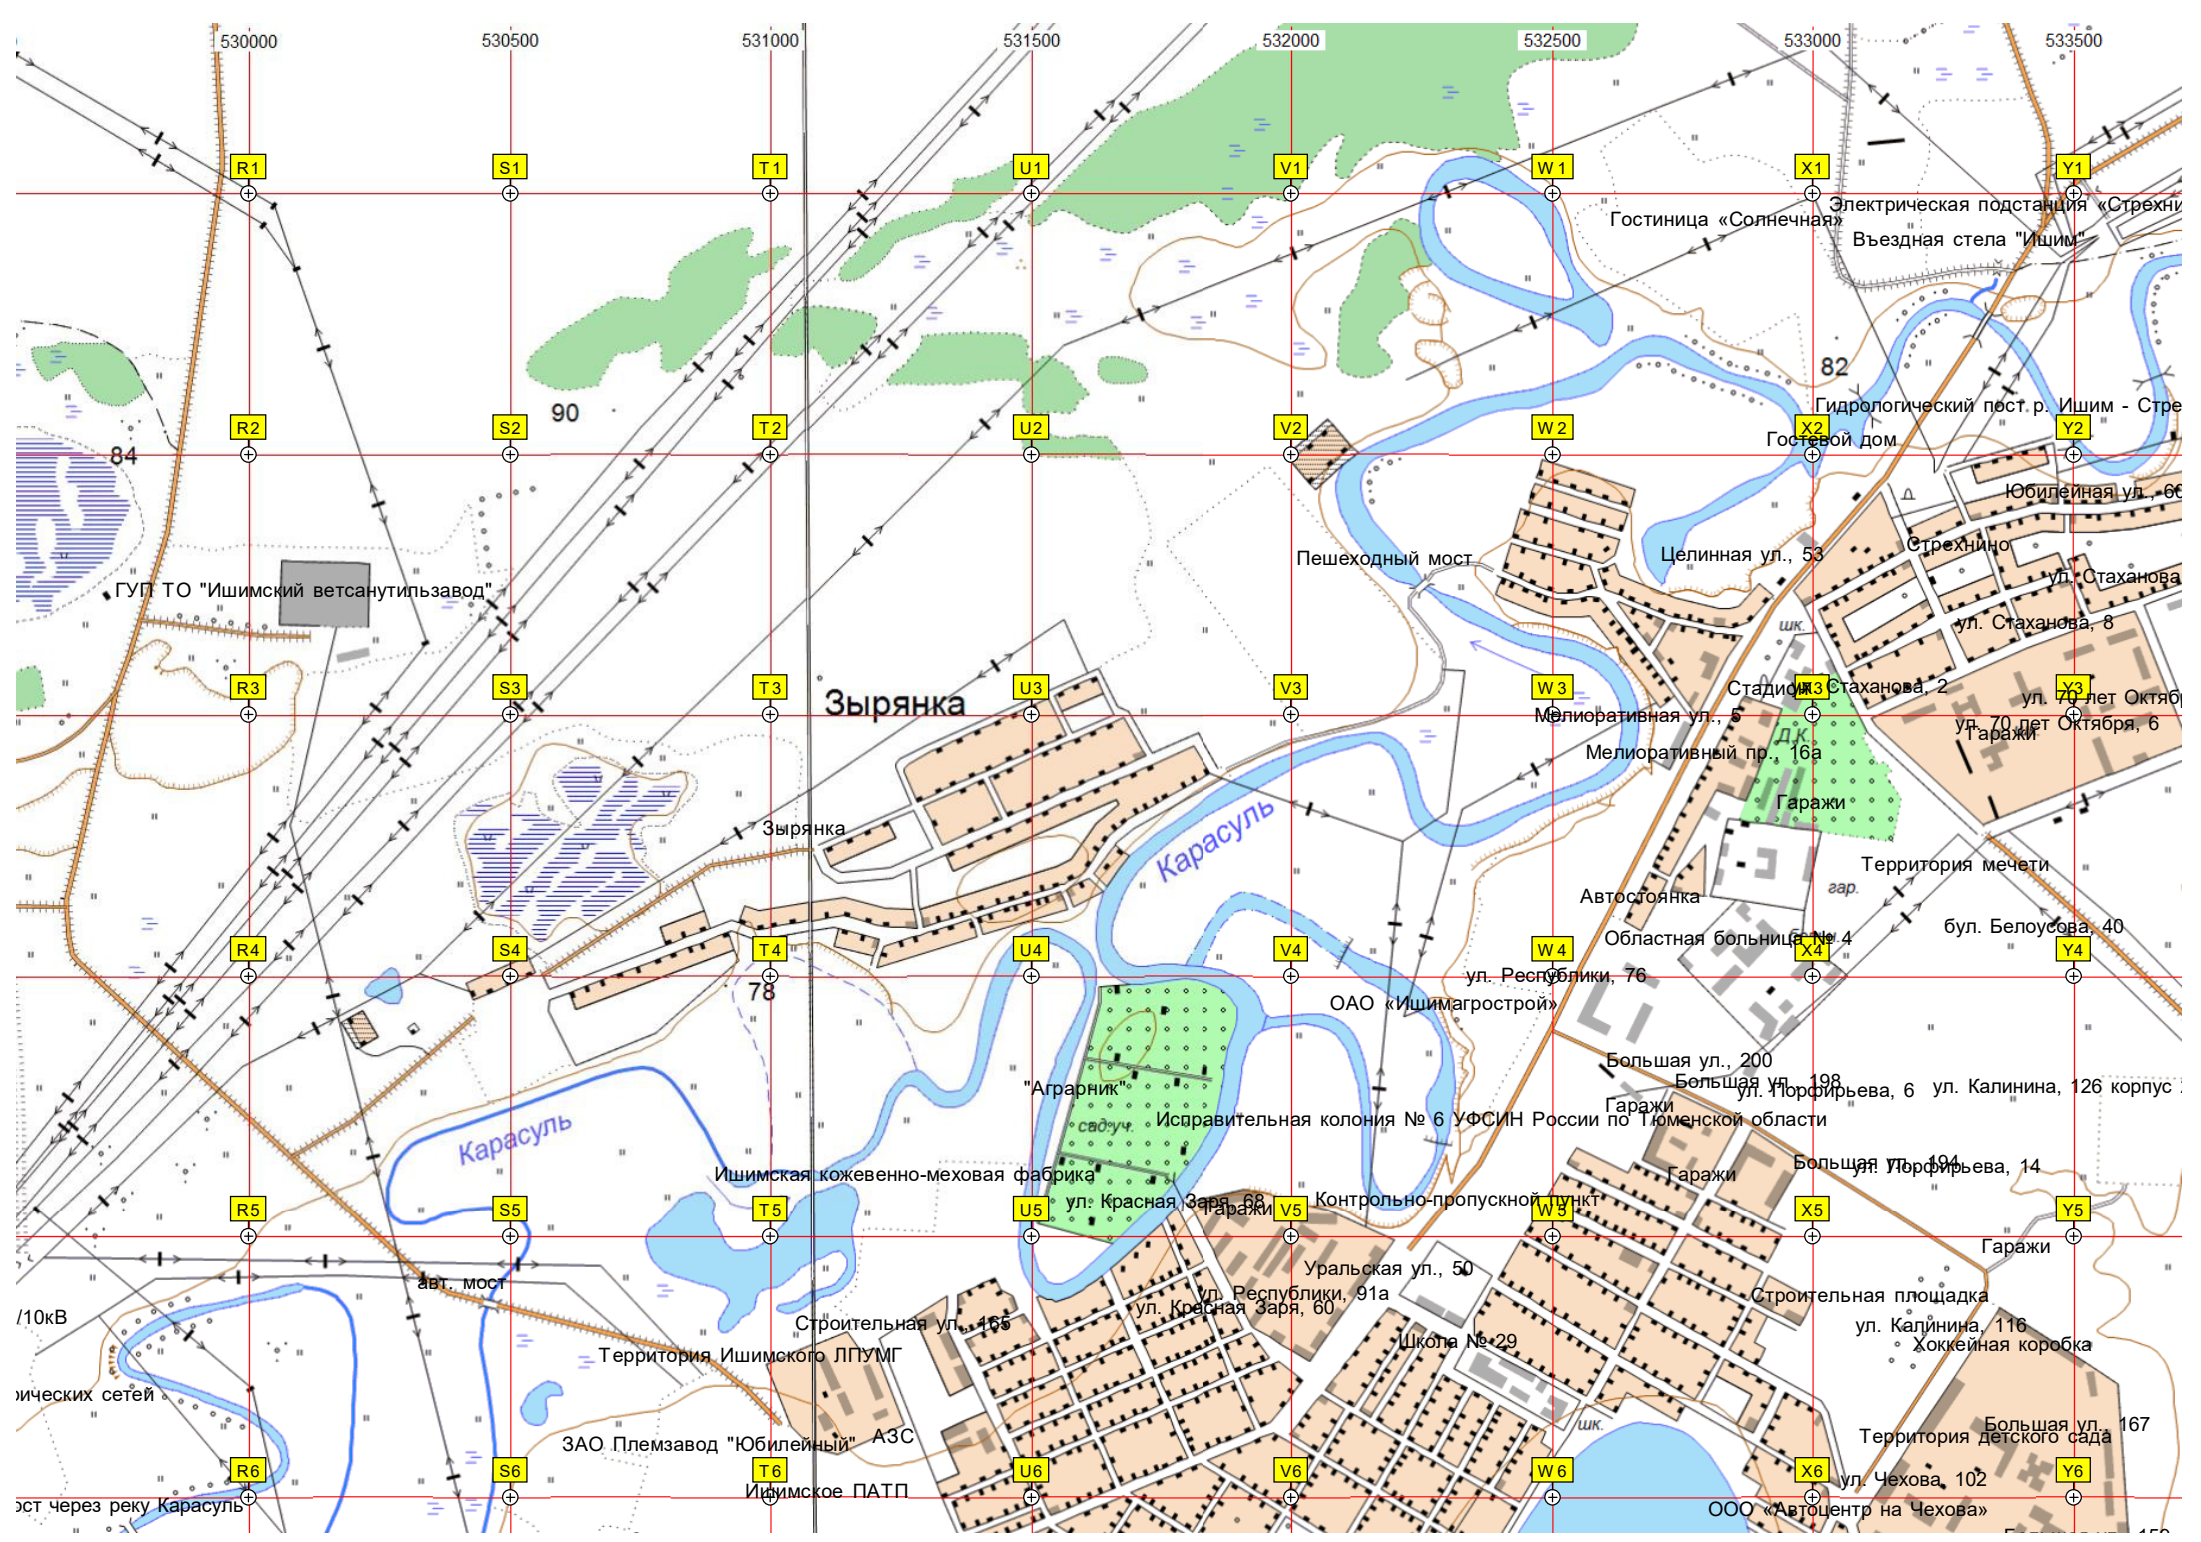 530000 530500 531000 531500 532000 532500 533000 533500
R1 S1 T1 U1 V1 W1 X1 Y1
Электрическая подстанция «Стрехни
Гостиница «Солнечная»
Въездная стела "Ишим"
82
Гидрологический пост р. Ишим - Стре
90
R2 S2 T2 U2 V2 W2 X2 Y2
Гостевой дом
84
Юбилейная ул., 60
Стрехнино
Пешеходный мост
Целинная ул., 53
ул. Стаханова
ГУП ТО "Ишимский ветсанутильзавод"
ул. Стаханова, 8
шк.
R3 S3 T3 U3 V3 W3 X3 Y3
Стадион
Стаханова, 2
ул. 70 лет Октябр
Зырянка
Мелиоративная ул., 5
ул. 70 лет Октября, 6
Гаражи
Д.К.
Мелиоративный пр., 16а
Гаражи
Зырянка
Карасуль
Территория мечети
гар.
Автостоянка
бул. Белоусова, 40
Областная больница № 4
R4 S4 T4 U4 V4 W4 X4 Y4
ул. Республики, 76
78
ОАО «Ишимагрострой»
Большая ул., 200
Большая ул., 198
ул. Порфирьева, 6
ул. Калинина, 126 корпус
"Аграрник"
Гаражи
Исправительная колония № 6 УФСИН России по Тюменской области
сад.уч.
Карасуль
Большая ул., 194
ул. Порфирьева, 14
Ишимская кожевенно-меховая фабрика
Гаражи
ул. Красная Заря, 68
Контрольно-пропускной пункт
Гаражи
R5 S5 T5 U5 V5 W5 X5 Y5
Гаражи
Уральская ул., 50
авт. мост
ул. Республики, 91а
Строительная площадка
ул. Красная Заря, 60
/10кВ
Строительная ул., 165
ул. Калинина, 116
Школа № 29
Хоккейная коробка
Территория Ишимского ЛПУМГ
рических сетей
шк.
Большая ул., 167
АЗС
Территория детского сада
ЗАО Племзавод "Юбилейный"
R6 S6 T6 U6 V6 W6 X6 Y6
ул. Чехова, 102
Ишимское ПАТП
ост через реку Карасуль
ООО «Автоцентр на Чехова»